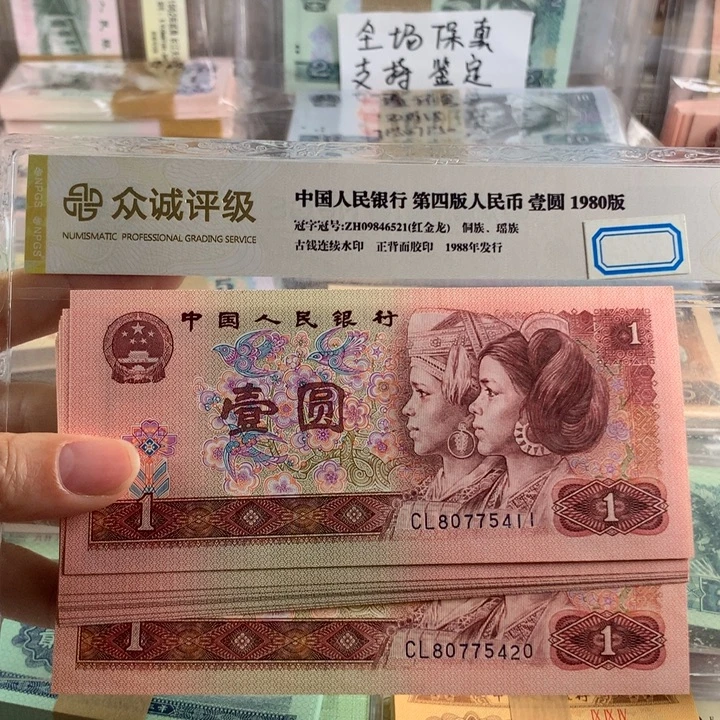 全场保真
支持鉴定
10
NPGS
NPGS
众诚评级
NUMISMATIC PROFESSIONAL GRADING SERVICE
中国人民银行 第四版人民币 壹圆 1980版
冠字冠号:ZH09846521(红金龙) 侗族、瑶族
古钱连续水印 正背面胶印 1988年发行
中国人民银行
1
壹圆
1
CL80775411
1
1
CL80775420
1